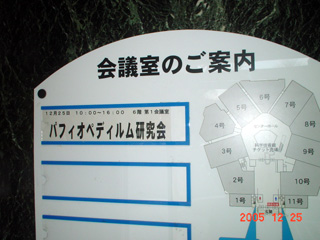 会議室のご案内
12月25日 10:00～16:00 6階 第1会議室
パフィオペディルム研究会
6号
5号
7号
4号
8号
3号
9号
2号
10号
1号
11号
2015 12 25